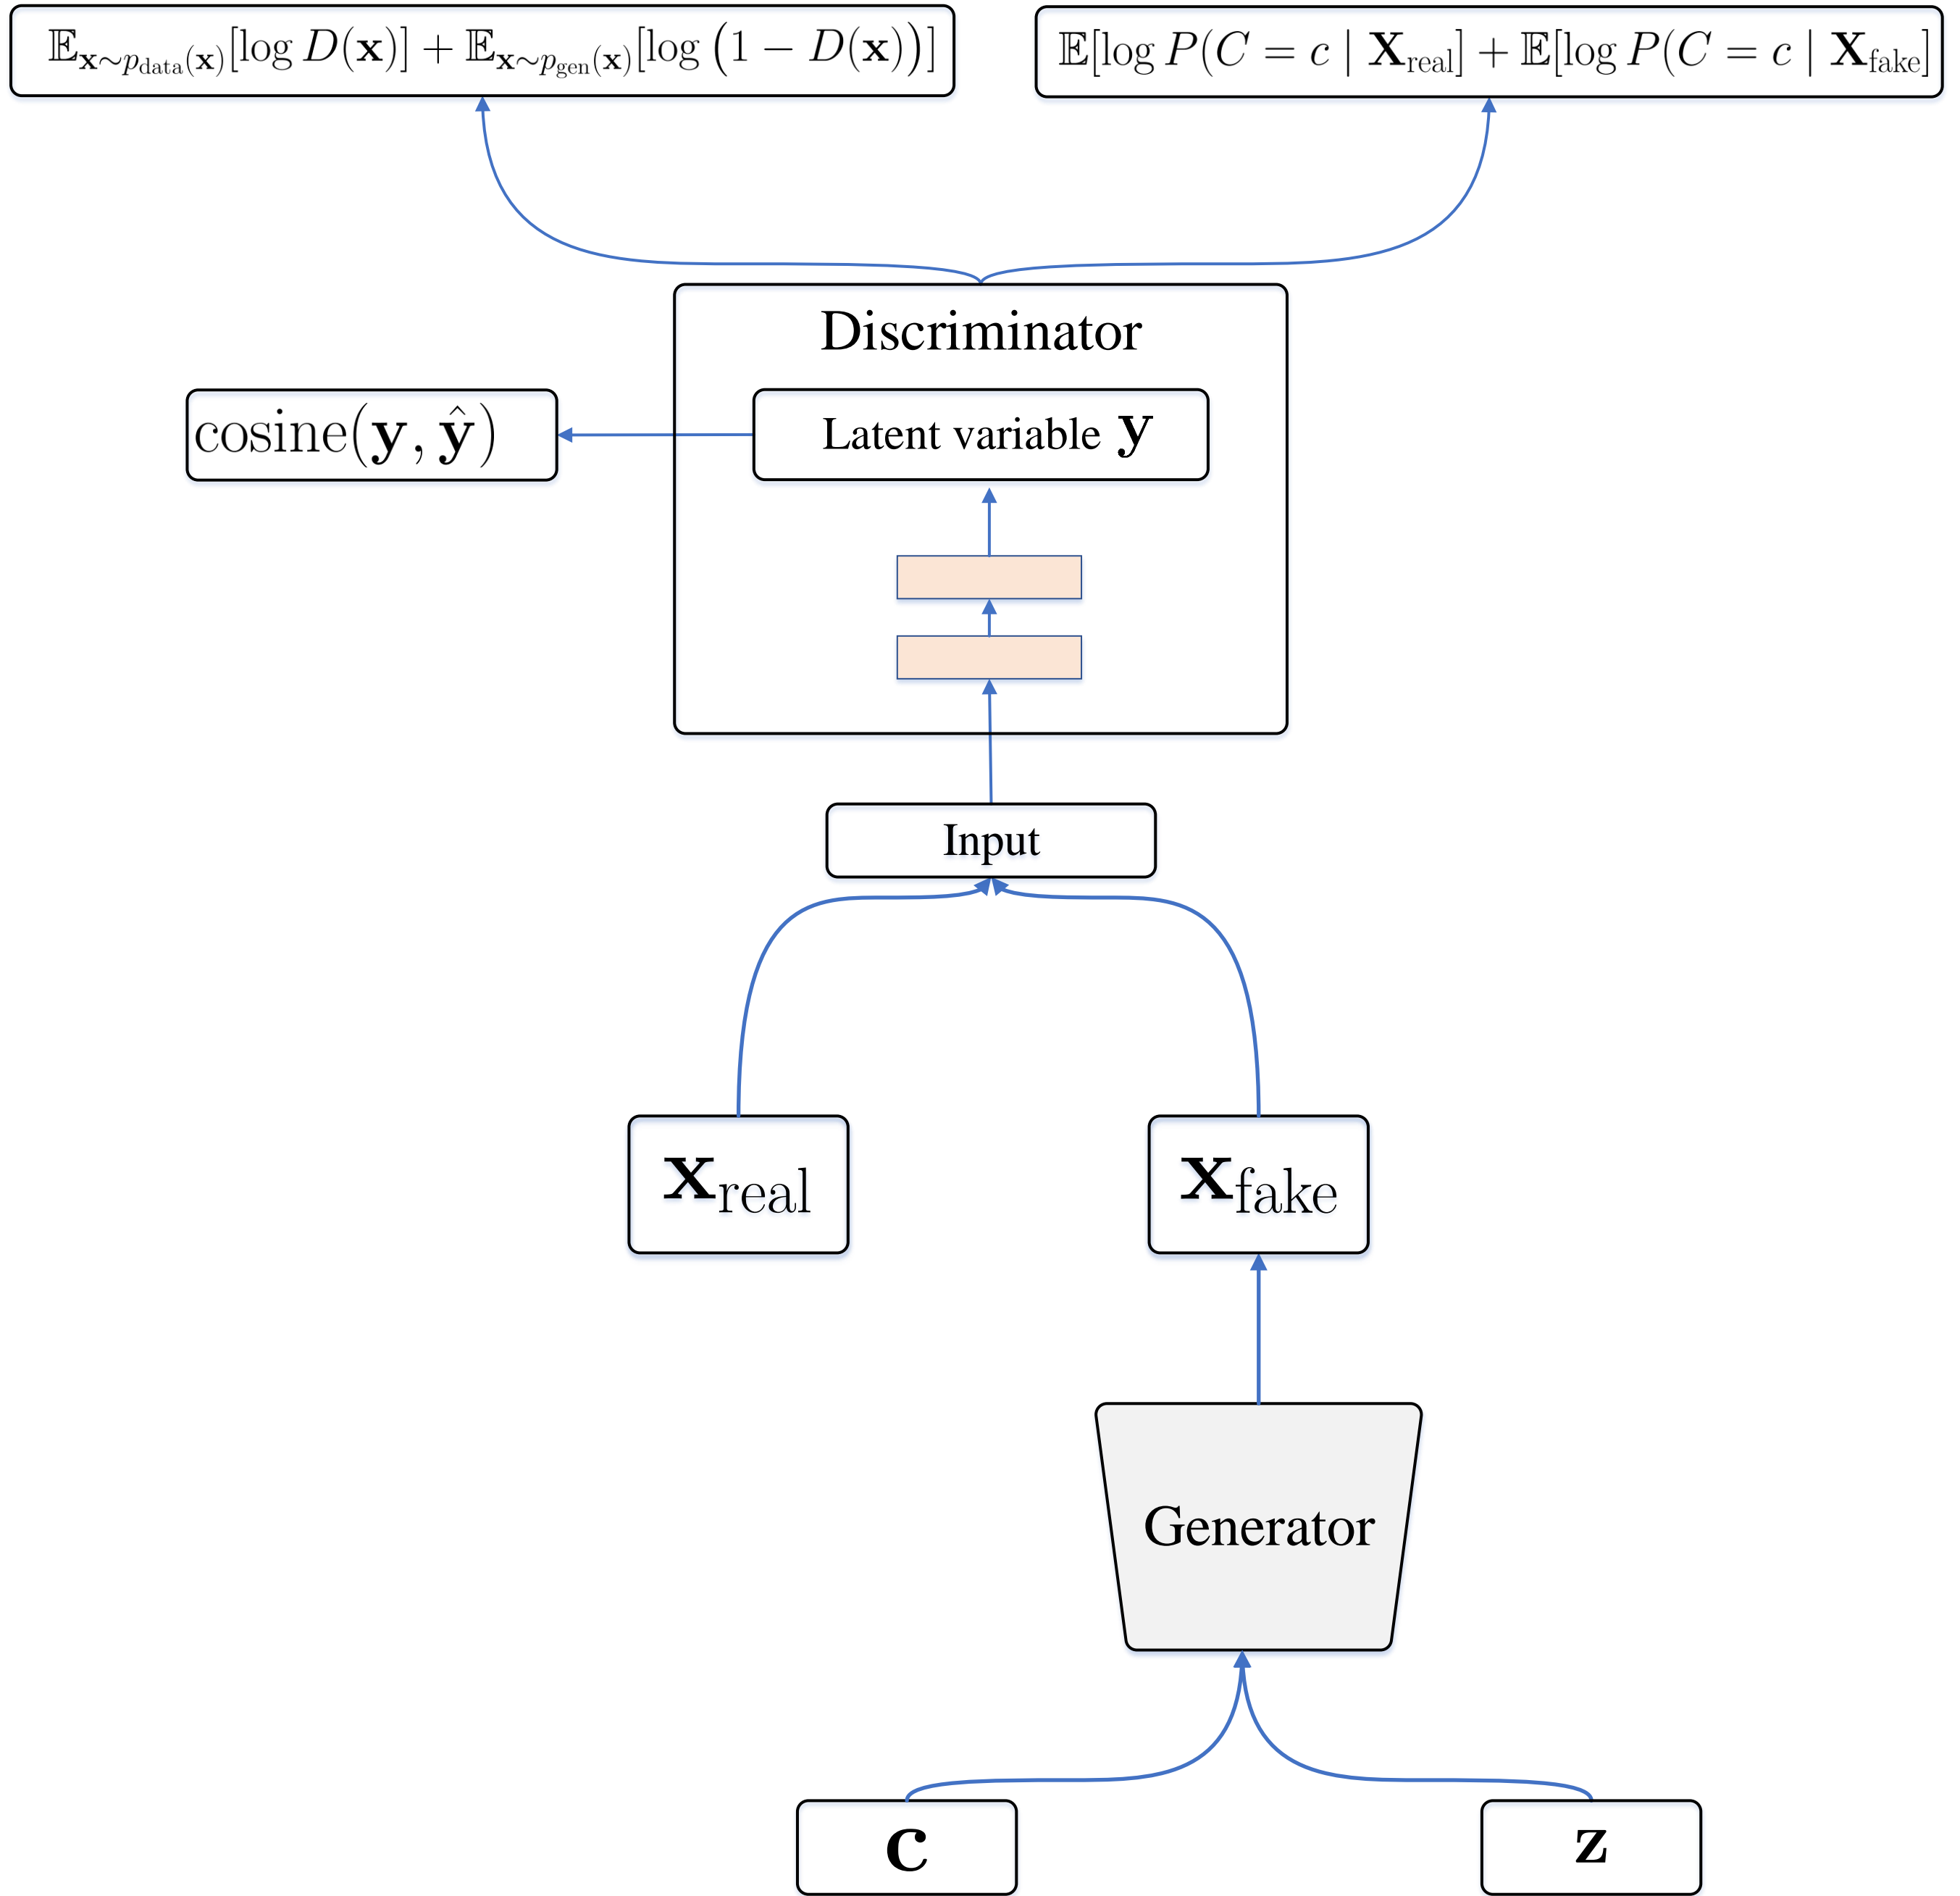 𝔼_{𝐱∼p_data(𝐱)}[log D(𝐱)] + 𝔼_{𝐱∼p_gen(𝐱)}[log (1 − D(𝐱))]
𝔼[log P(C = c | 𝐗_real] + 𝔼[log P(C = c | 𝐗_fake]
Discriminator
cosine(𝐲, 𝐲̂)
Latent variable 𝐲
Input
𝐱_real
𝐱_fake
Generator
𝐜
𝐳